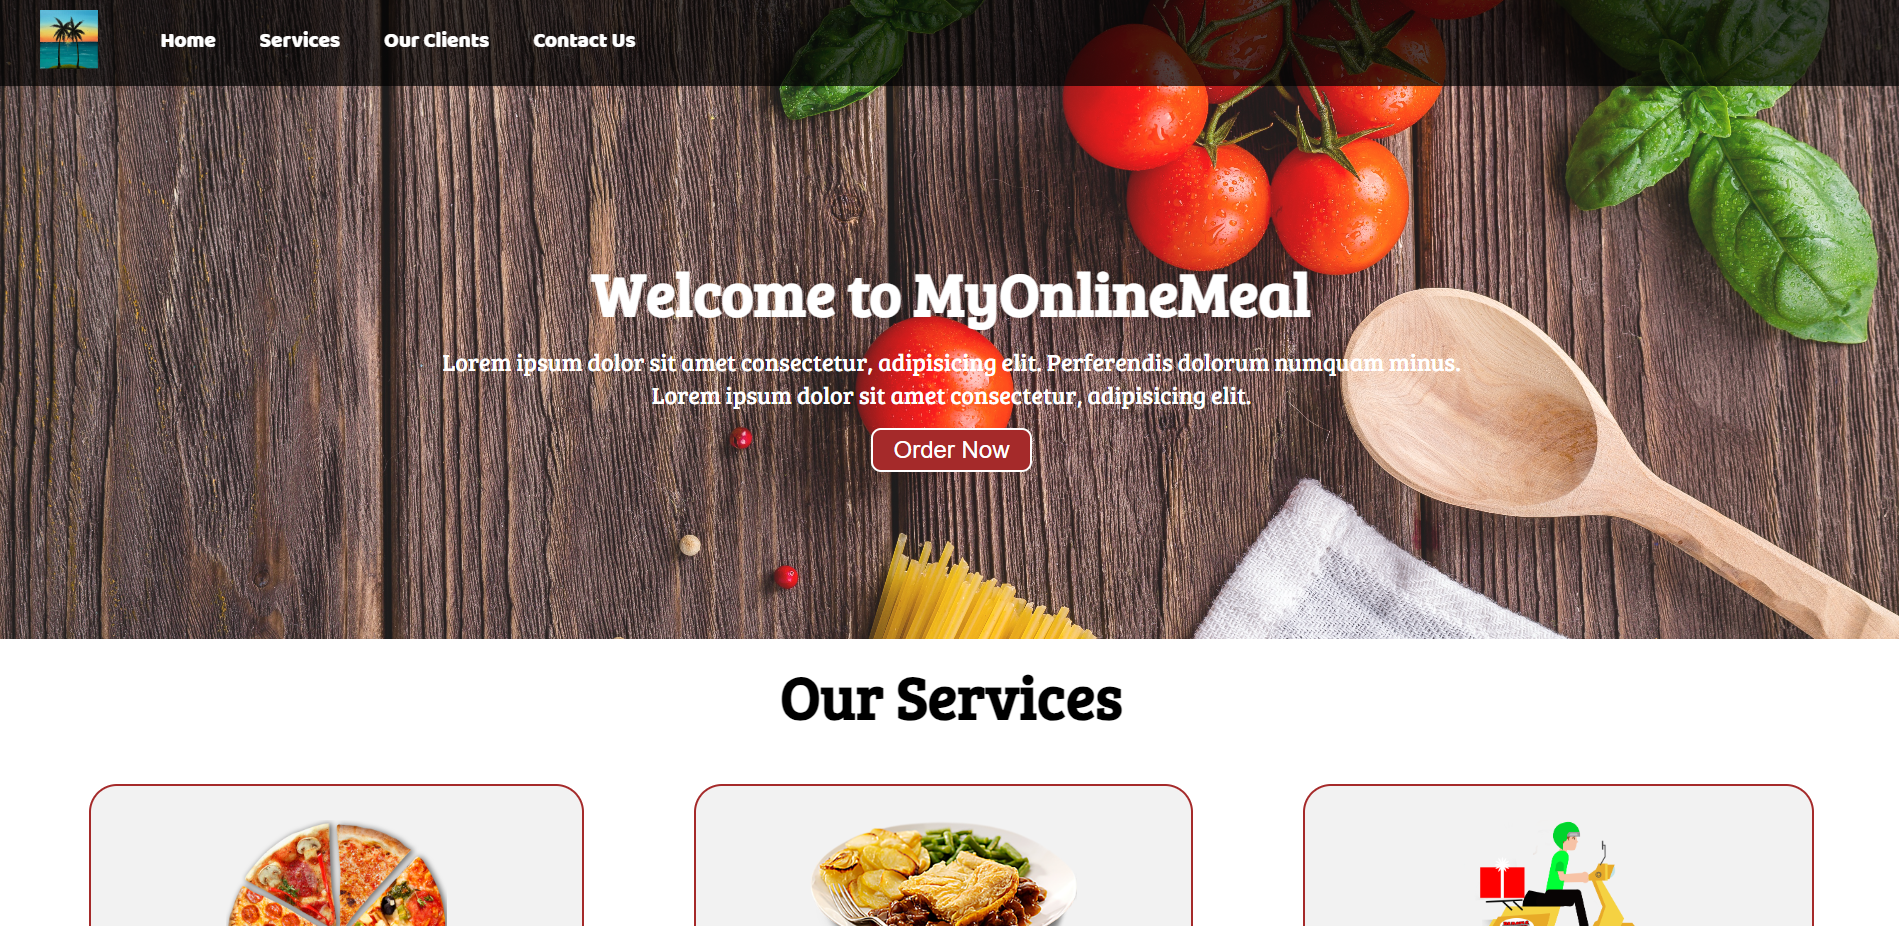 Home Services Our Clients Contact Us
Welcome to MyOnlineMeal
Lorem ipsum dolor sit amet consectetur, adipisicing elit. Perferendis dolorum numquam minus.
Lorem ipsum dolor sit amet consectetur, adipisicing elit.
Order Now
Our Services